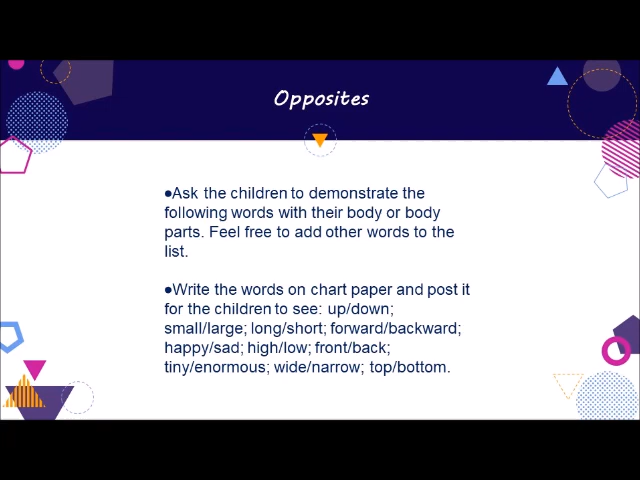 Opposites
●Ask the children to demonstrate the
following words with their body or body
parts. Feel free to add other words to the
list.
●Write the words on chart paper and post it
for the children to see: up/down;
small/large; long/short; forward/backward;
happy/sad; high/low; front/back;
tiny/enormous; wide/narrow; top/bottom.